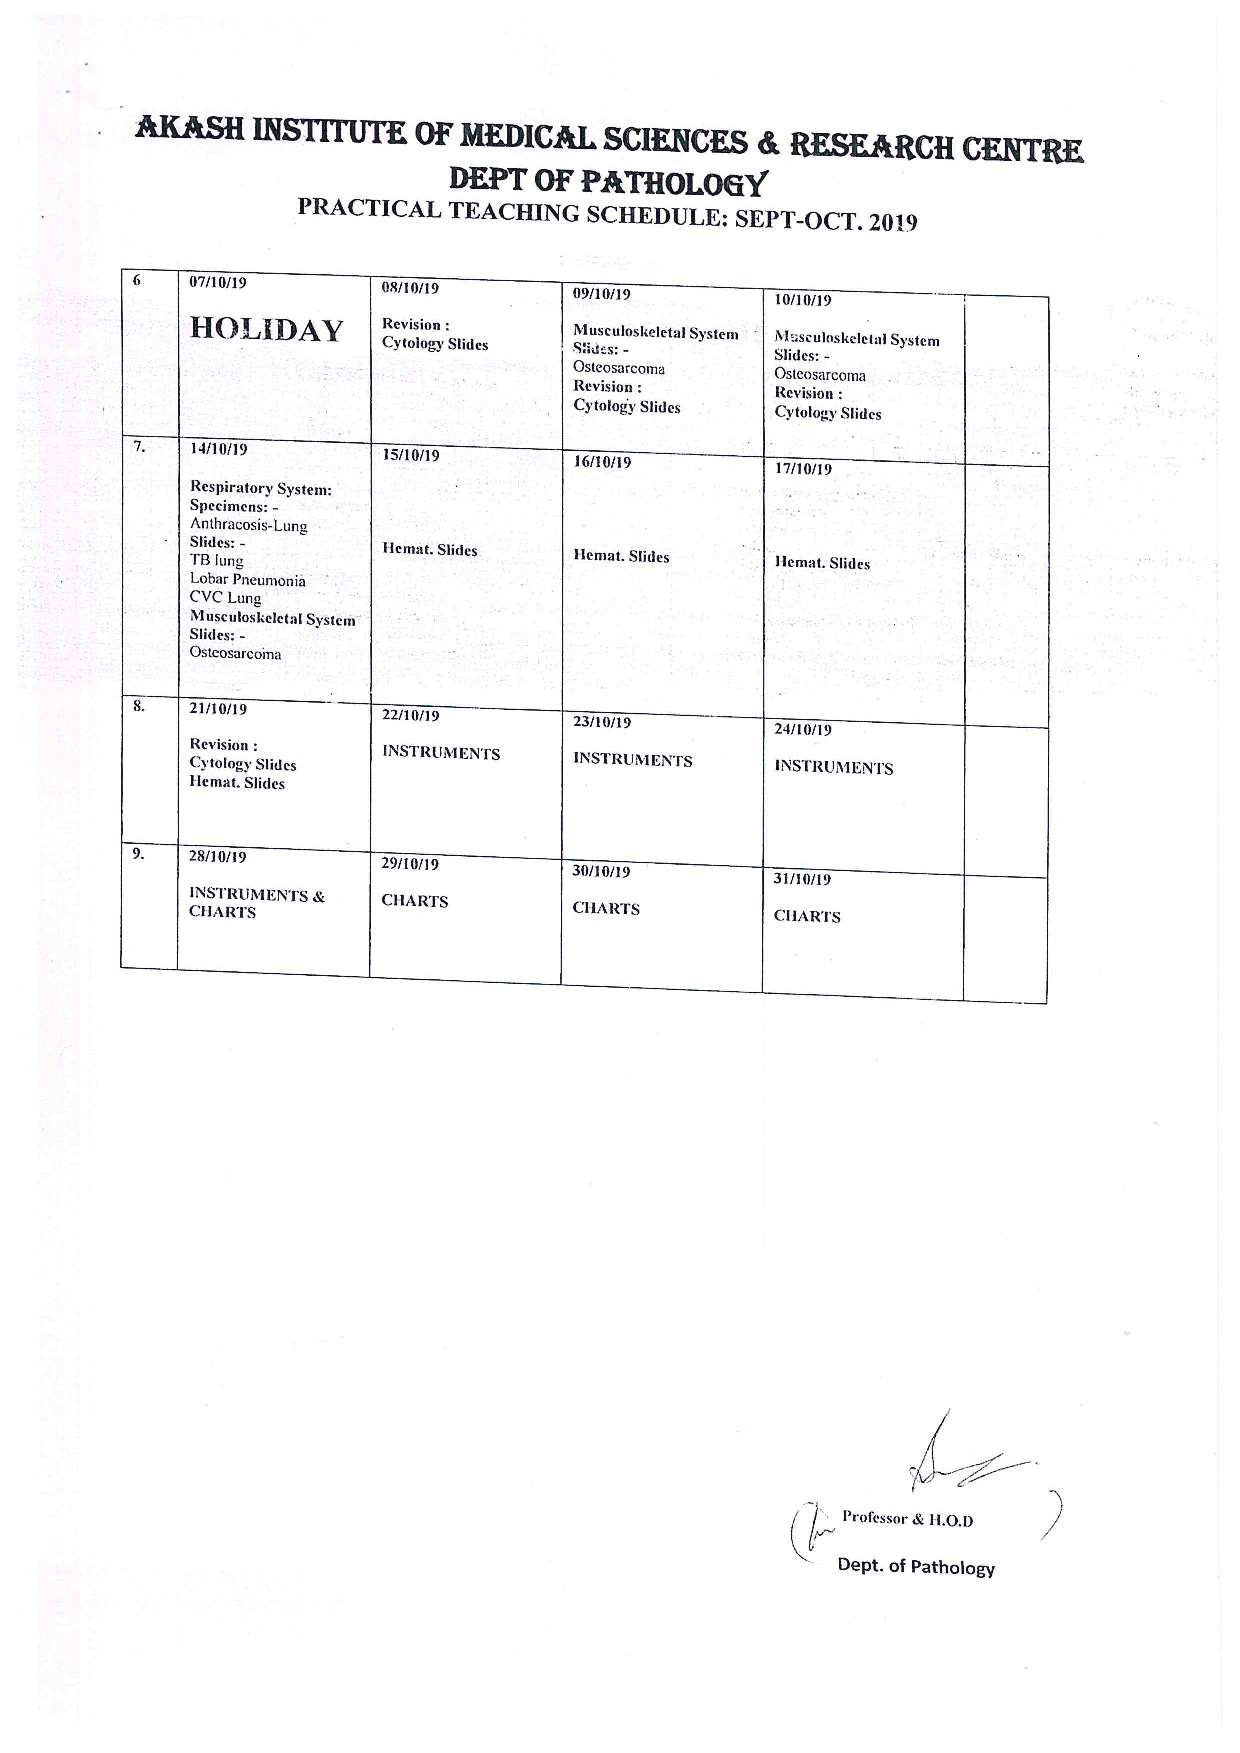 AKASH INSTITUTE OF MEDICAL SCIENCES & RESEARCH CENTRE
DEPT OF PATHOLOGY
PRACTICAL TEACHING SCHEDULE: SEPT-OCT. 2019
6
07/10/19
HOLIDAY
08/10/19
Revision :
Cytology Slides
09/10/19
Musculoskeletal System
Slides: -
Osteosarcoma
Revision :
Cytology Slides
10/10/19
Musculoskeletal System
Slides: -
Osteosarcoma
Revision :
Cytology Slides
7.
14/10/19
Respiratory System:
Specimens: -
Anthracosis-Lung
Slides: -
TB lung
Lobar Pneumonia
CVC Lung
Musculoskeletal System
Slides: -
Osteosarcoma
15/10/19
Hemat. Slides
16/10/19
Hemat. Slides
17/10/19
Hemat. Slides
8.
21/10/19
Revision :
Cytology Slides
Hemat. Slides
22/10/19
INSTRUMENTS
23/10/19
INSTRUMENTS
24/10/19
INSTRUMENTS
9.
28/10/19
INSTRUMENTS &
CHARTS
29/10/19
CHARTS
30/10/19
CHARTS
31/10/19
CHARTS
Professor & H.O.D
Dept. of Pathology